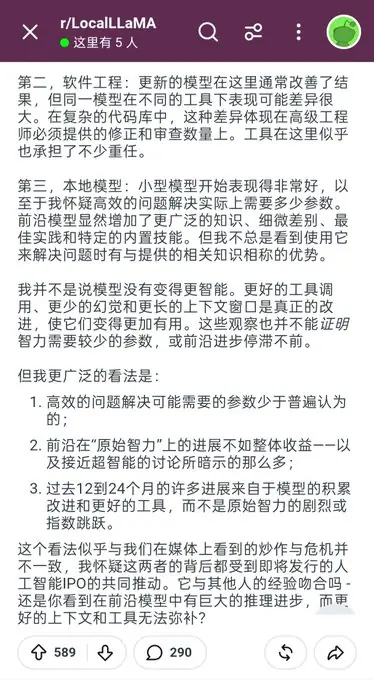 r/LocalLLaMA
这里有 5 人
第二，软件工程：更新的模型在这里通常改善了结
果，但同一模型在不同的工具下表现可能差异很
大。在复杂的代码库中，这种差异体现在高级工程
师必须提供的修正和审查数量上。工具在这里似乎
也承担了不少重任。
第三，本地模型：小型模型开始表现得非常好，以
至于我怀疑高效的问题解决实际上需要多少参数。
前沿模型显然增加了更广泛的知识、细微差别、最
佳实践和特定的内置技能。但我不总是看到使用它
来解决问题时有与提供的相关知识相称的优势。
我并不是说模型没有变得更智能。更好的工具调
用、更少的幻觉和更长的上下文窗口是真正的改
进，使它们变得更加有用。这些观察也并不能证明
智力需要较少的参数，或前沿进步停滞不前。
但我更广泛的看法是：
1. 高效的问题解决可能需要的参数少于普遍认为
的；
2. 前沿在“原始智力”上的进展不如整体收益——以
及接近超智能的讨论所暗示的那么多；
3. 过去12到24个月的许多进展来自于模型的积累
改进和更好的工具，而不是原始智力的剧烈或
指数跳跃。
这个看法似乎与我们在媒体上看到的炒作与危机并
不一致，我怀疑这两者的背后都受到即将发行的人
工智能IPO的共同推动。它与其他人的经验吻合吗 -
还是你看到在前沿模型中有巨大的推理进步，而更
好的上下文和工具无法弥补？
589
290